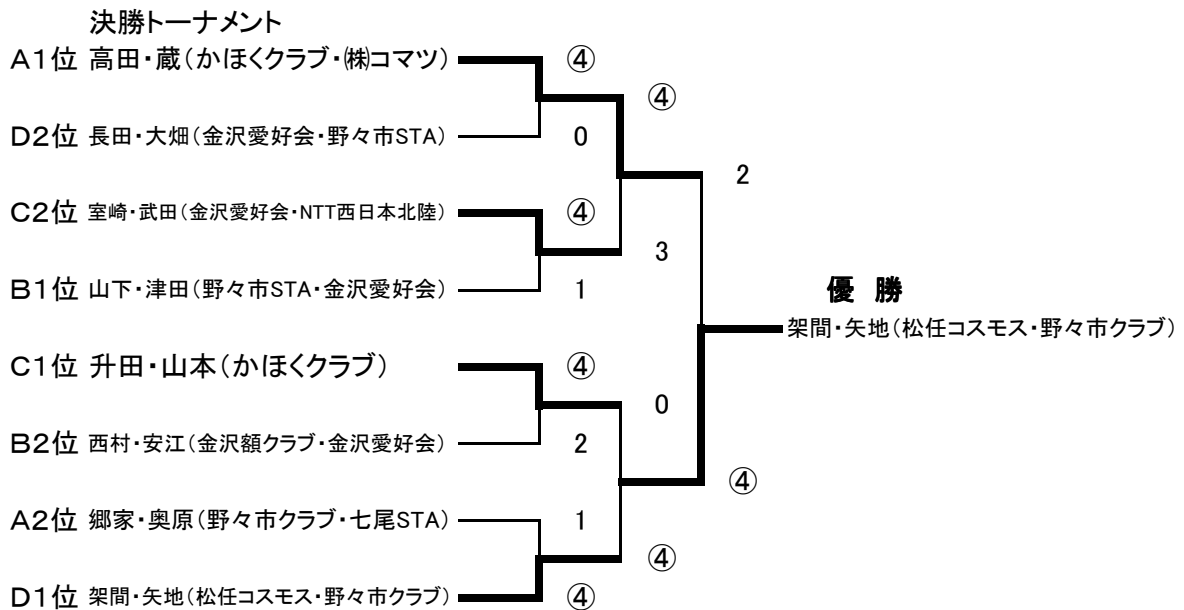 決勝トーナメント
A1位 高田・蔵(かほくクラブ・㈱コマツ) ④
④
D2位 長田・大畑(金沢愛好会・野々市STA) 0
2
C2位 室崎・武田(金沢愛好会・NTT西日本北陸) ④
3
B1位 山下・津田(野々市STA・金沢愛好会) 1
優 勝
架間・矢地(松任コスモス・野々市クラブ)
C1位 升田・山本(かほくクラブ) ④
0
B2位 西村・安江(金沢額クラブ・金沢愛好会) 2
④
A2位 郷家・奥原(野々市クラブ・七尾STA) 1
④
D1位 架間・矢地(松任コスモス・野々市クラブ) ④